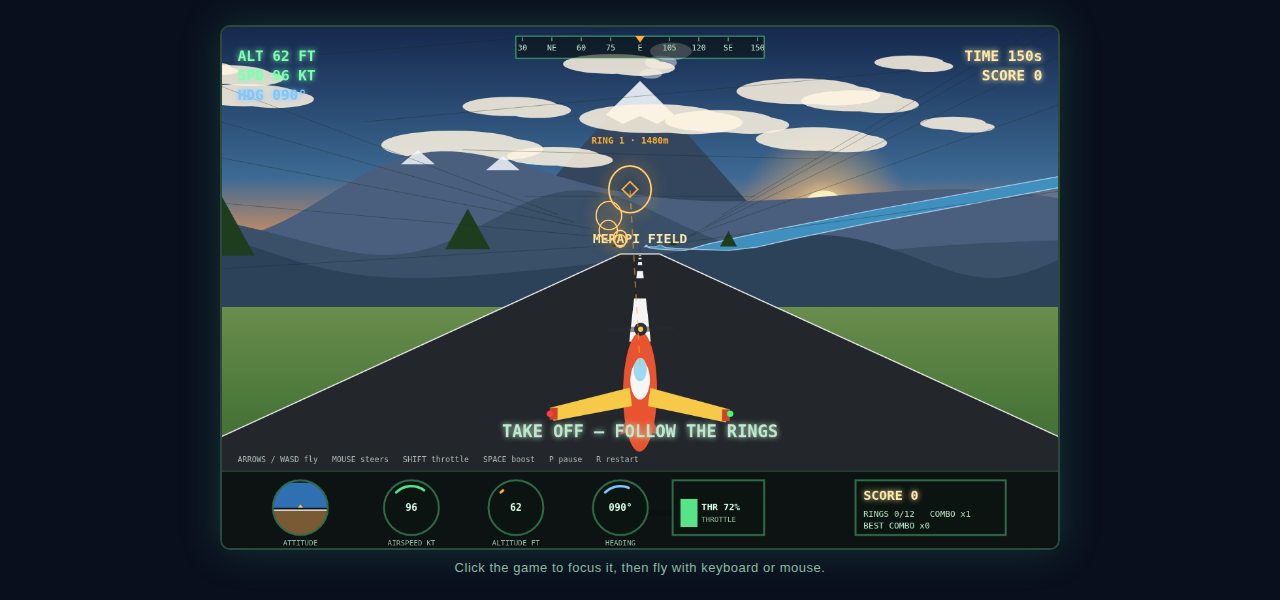 ALT 62 FT
SPD 96 KT
HDG 090°
30 NE 60 75 E 105 120 SE 150
TIME 150s
SCORE 0
RING 1 · 1480m
MERAPI FIELD
TAKE OFF — FOLLOW THE RINGS
ARROWS / WASD fly MOUSE steers SHIFT throttle SPACE boost P pause R restart
96
62
090°
THR 72%
THROTTLE
ATTITUDE
AIRSPEED KT
ALTITUDE FT
HEADING
SCORE 0
RINGS 0/12 COMBO x1
BEST COMBO x0
Click the game to focus it, then fly with keyboard or mouse.